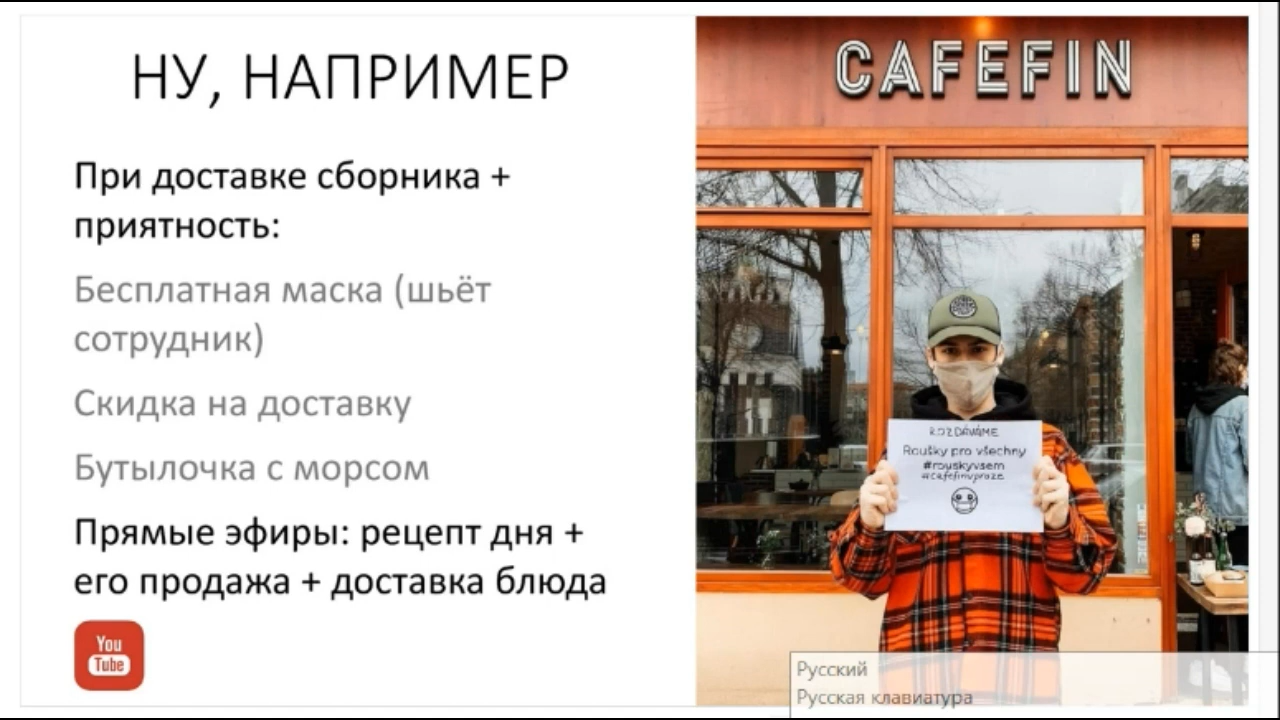 НУ, НАПРИМЕР
При доставке сборника +
приятность:
Бесплатная маска (шьёт
сотрудник)
Скидка на доставку
Бутылочка с морсом
Прямые эфиры: рецепт дня +
его продажа + доставка блюда
You
Tube
CAFEFIN
ROZDÁVÁME
Roušky pro všechny
#rouskyvsem
#cafefinvpraze
Русский
Русская клавиатура